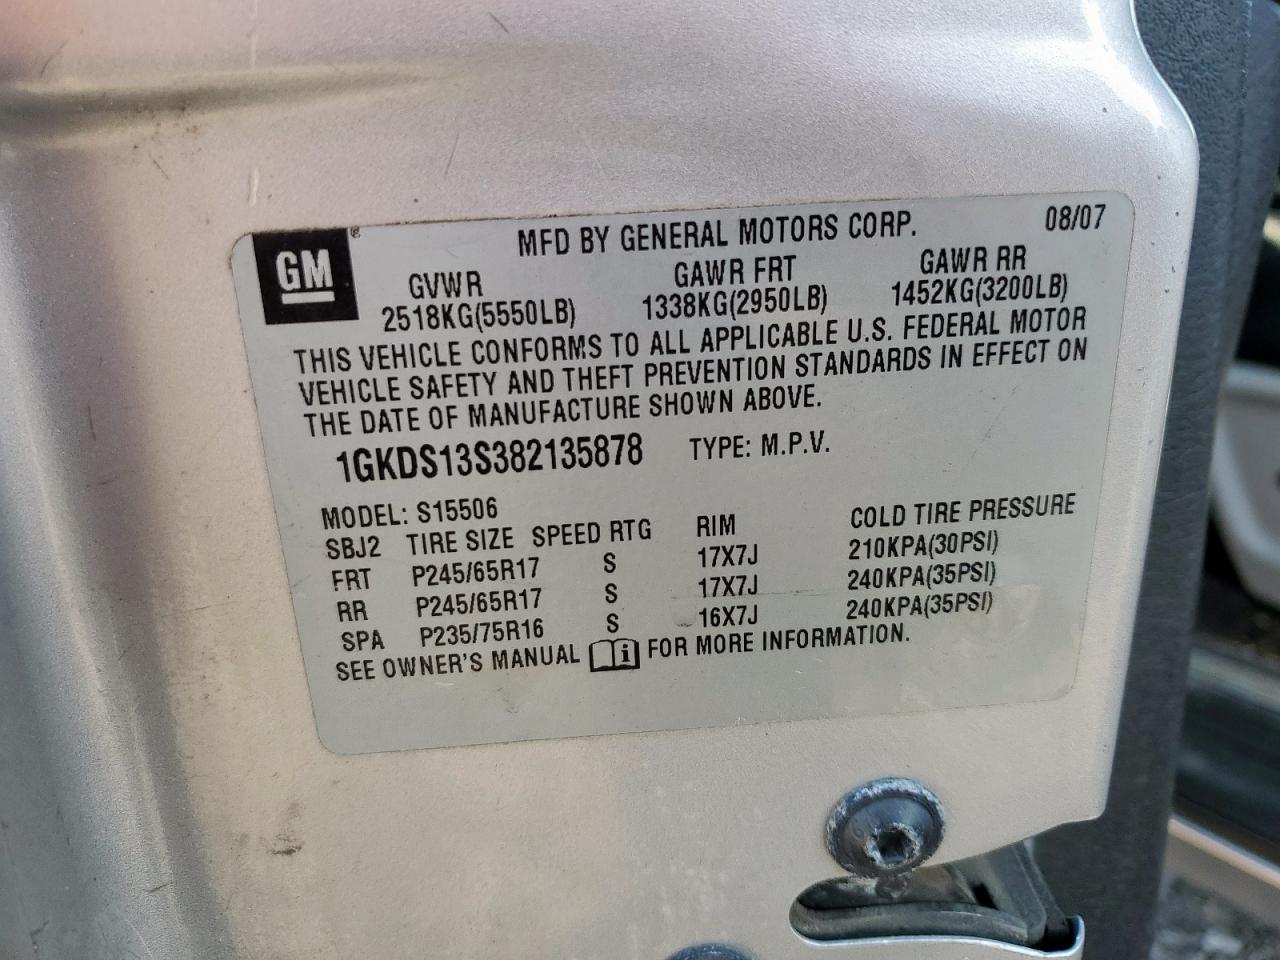 GM ®
MFD BY GENERAL MOTORS CORP. 08/07
GVWR GAWR FRT GAWR RR
2518KG(5550LB) 1338KG(2950LB) 1452KG(3200LB)
THIS VEHICLE CONFORMS TO ALL APPLICABLE U.S. FEDERAL MOTOR
VEHICLE SAFETY AND THEFT PREVENTION STANDARDS IN EFFECT ON
THE DATE OF MANUFACTURE SHOWN ABOVE.
1GKDS13S382135878 TYPE: M.P.V.
MODEL: S15506
SBJ2 TIRE SIZE SPEED RTG RIM COLD TIRE PRESSURE
FRT P245/65R17 S 17X7J 210KPA(30PSI)
RR P245/65R17 S 17X7J 240KPA(35PSI)
SPA P235/75R16 S 16X7J 240KPA(35PSI)
SEE OWNER'S MANUAL i FOR MORE INFORMATION.